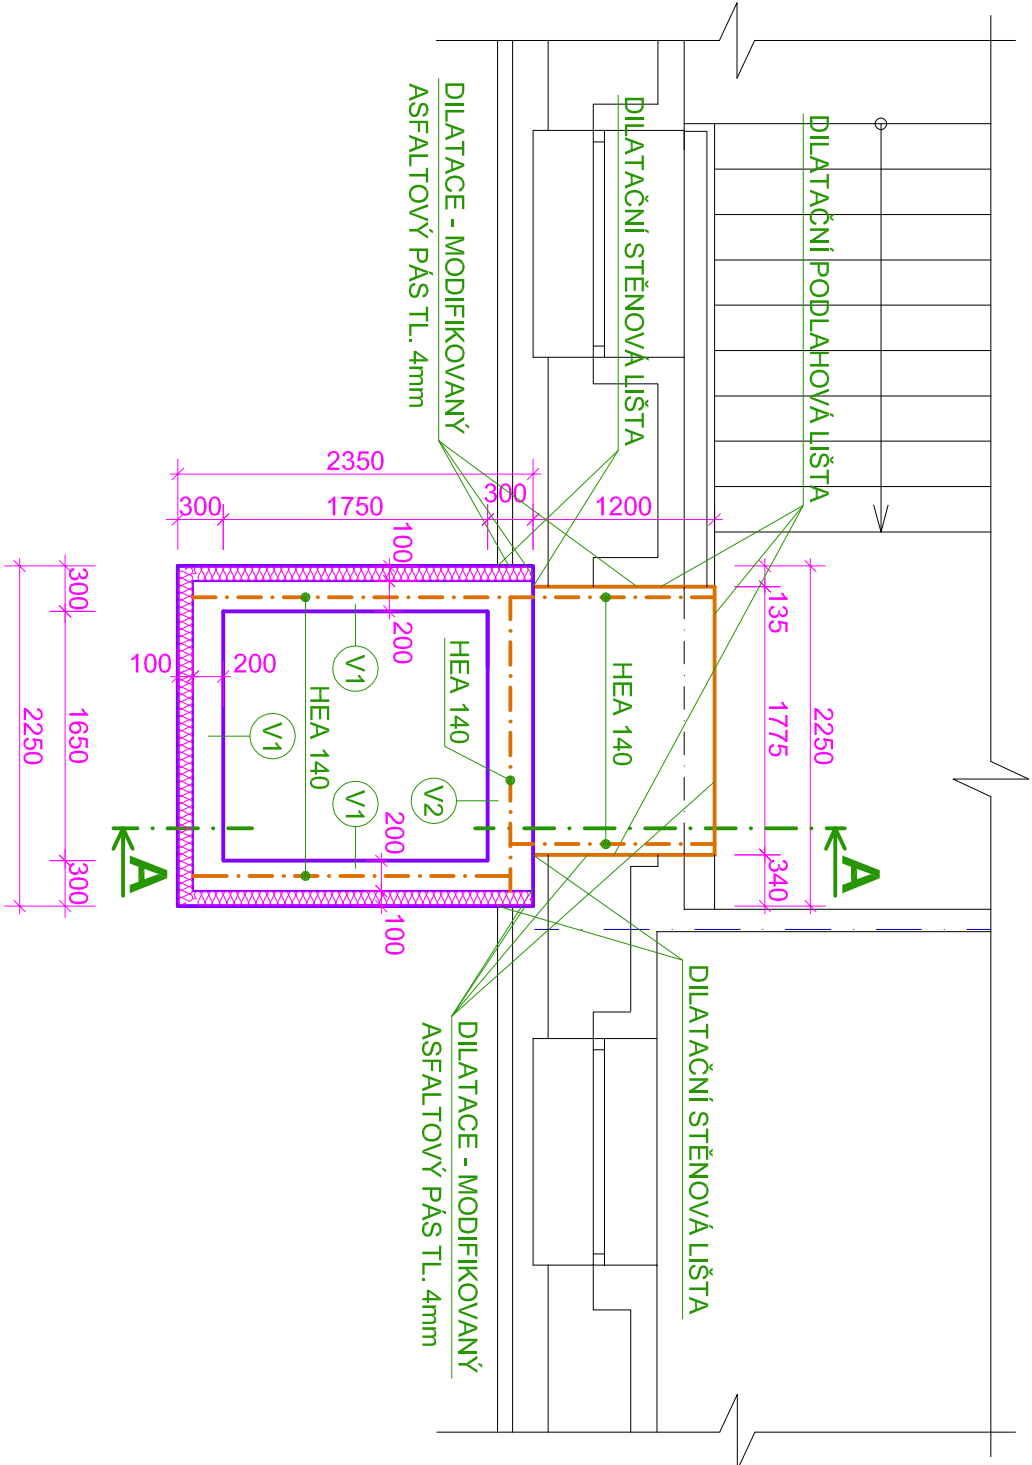 DILATACE - MODIFIKOVANÝ
ASFALTOVÝ PÁS TL. 4mm
DILATAČNÍ STĚNOVÁ LIŠTA
DILATAČNÍ PODLAHOVÁ LIŠTA
2350
300
1750
300
1200
100
300
135
200
100
200
V1
HEA 140
HEA 140
HEA 140
V1
V2
V1
2250
1650
1775
2250
200
300
340
100
A
A
DILATAČNÍ STĚNOVÁ LIŠTA
DILATACE - MODIFIKOVANÝ
ASFALTOVÝ PÁS TL. 4mm